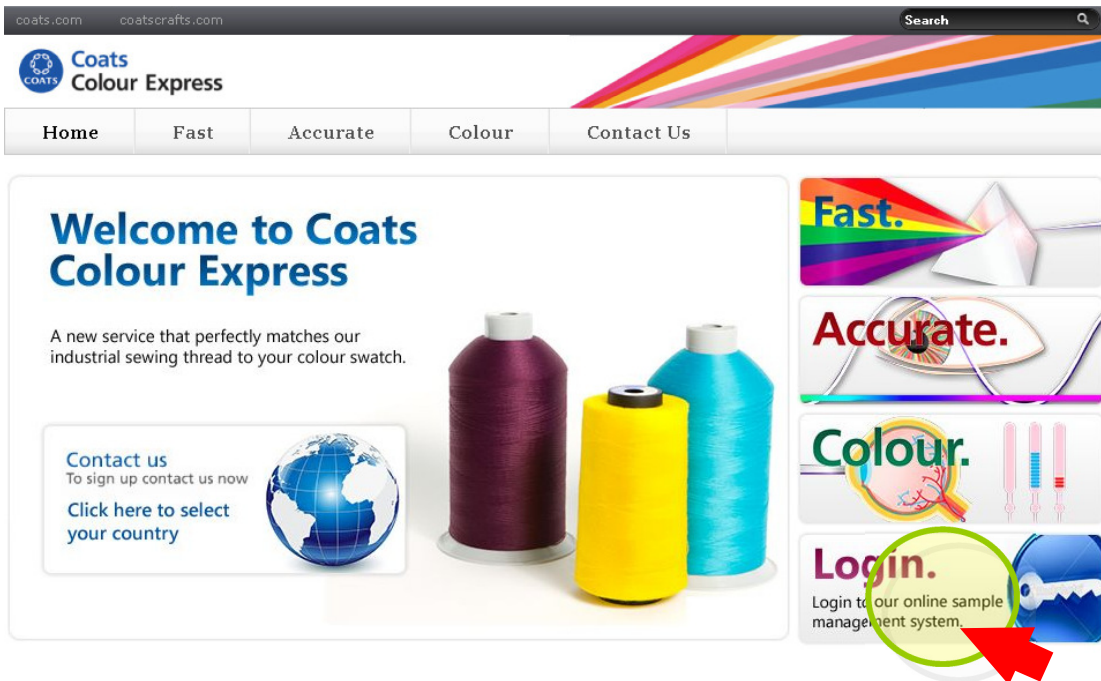 coats.com coatscrafts.com Search
COATS
Coats
Colour Express
Home Fast Accurate Colour Contact Us
Welcome to Coats
Colour Express
A new service that perfectly matches our
industrial sewing thread to your colour swatch.
Contact us
To sign up contact us now
Click here to select
your country
Fast.
Accurate.
Colour.
Login.
Login to our online sample
management system.